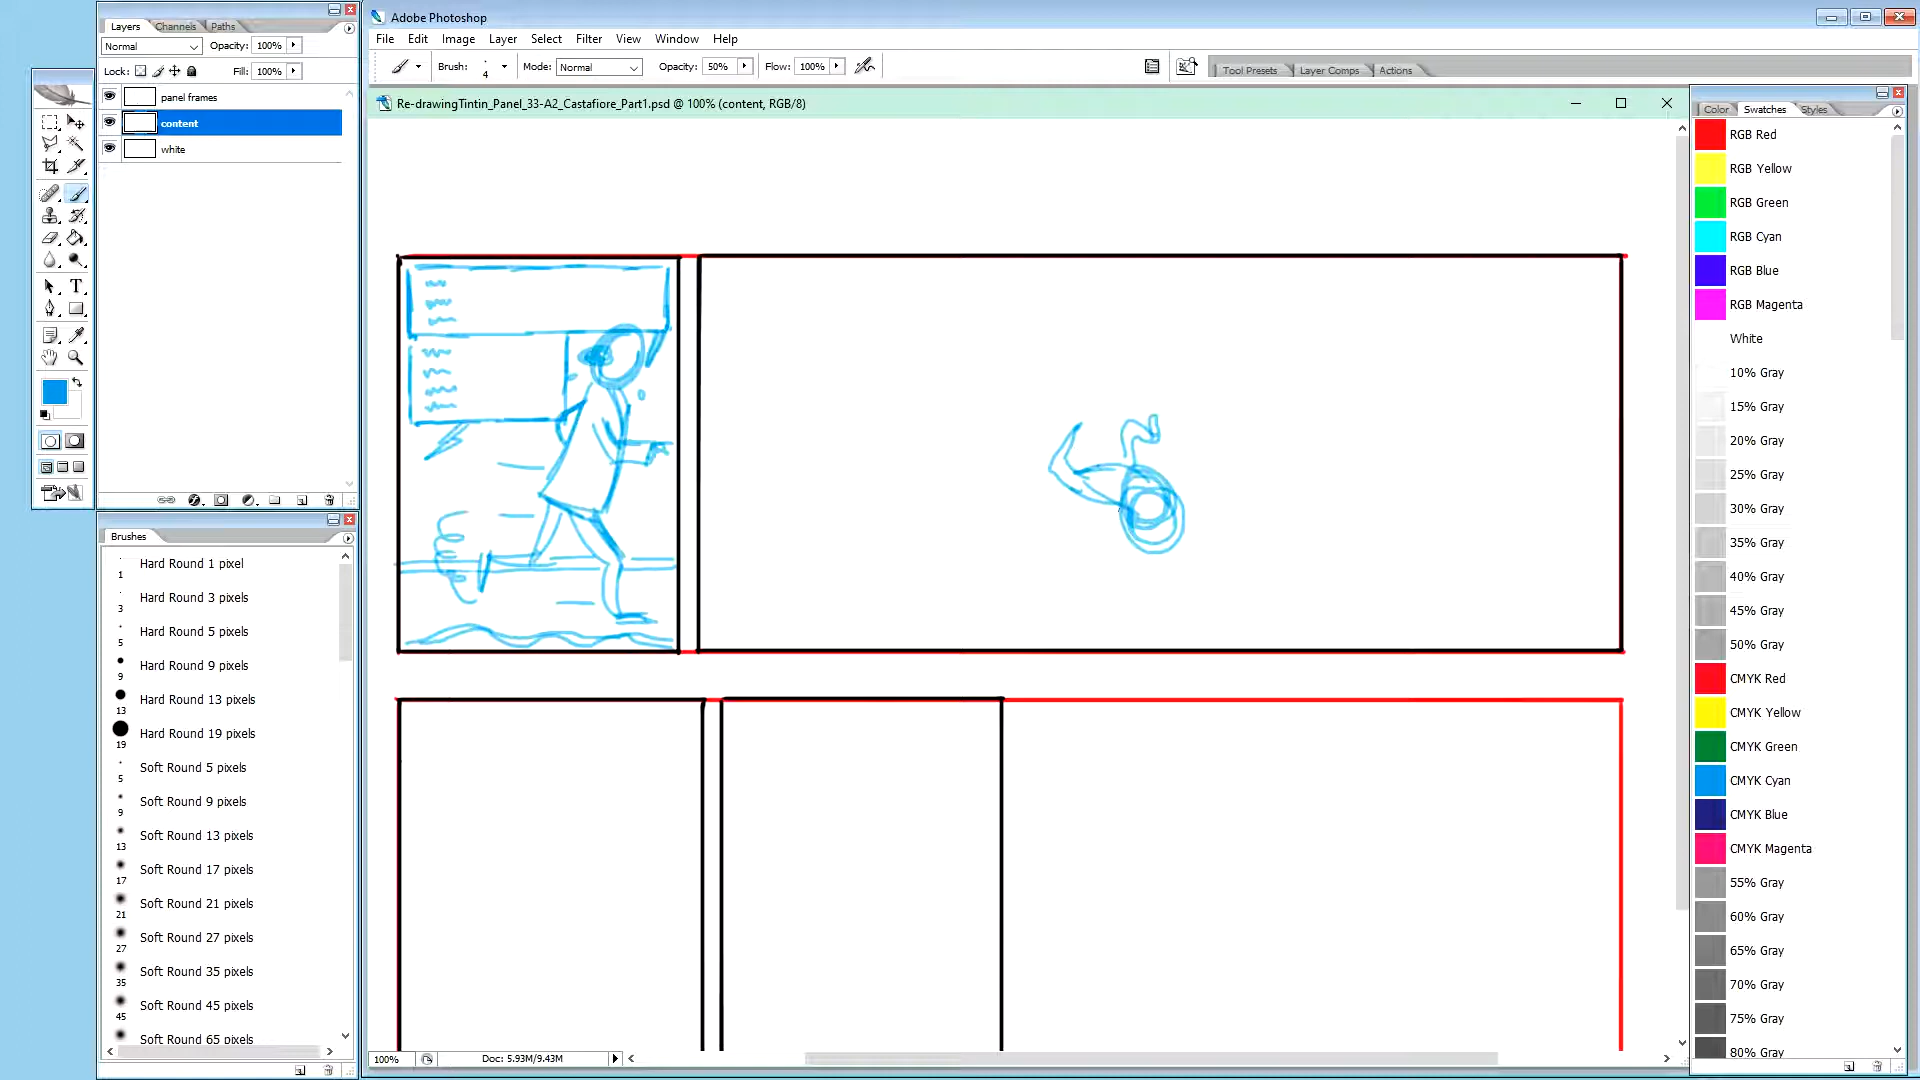 Adobe Photoshop
File Edit Image Layer Select Filter View Window Help
Brush: 4 Mode: Normal Opacity: 50% Flow: 100%
Tool Presets Layer Comps Actions
Layers Channels Paths
Normal Opacity: 100%
Lock: Fill: 100%
panel frames
content
white
Brushes
1 Hard Round 1 pixel
3 Hard Round 3 pixels
5 Hard Round 5 pixels
9 Hard Round 9 pixels
13 Hard Round 13 pixels
19 Hard Round 19 pixels
5 Soft Round 5 pixels
9 Soft Round 9 pixels
13 Soft Round 13 pixels
17 Soft Round 17 pixels
21 Soft Round 21 pixels
27 Soft Round 27 pixels
35 Soft Round 35 pixels
45 Soft Round 45 pixels
Soft Round 65 pixels
Re-drawingTintin_Panel_33-A2_Castafiore_Part1.psd @ 100% (content, RGB/8)
100% Doc: 5.93M/9.43M
Color Swatches Styles
RGB Red
RGB Yellow
RGB Green
RGB Cyan
RGB Blue
RGB Magenta
White
10% Gray
15% Gray
20% Gray
25% Gray
30% Gray
35% Gray
40% Gray
45% Gray
50% Gray
CMYK Red
CMYK Yellow
CMYK Green
CMYK Cyan
CMYK Blue
CMYK Magenta
55% Gray
60% Gray
65% Gray
70% Gray
75% Gray
80% Gray